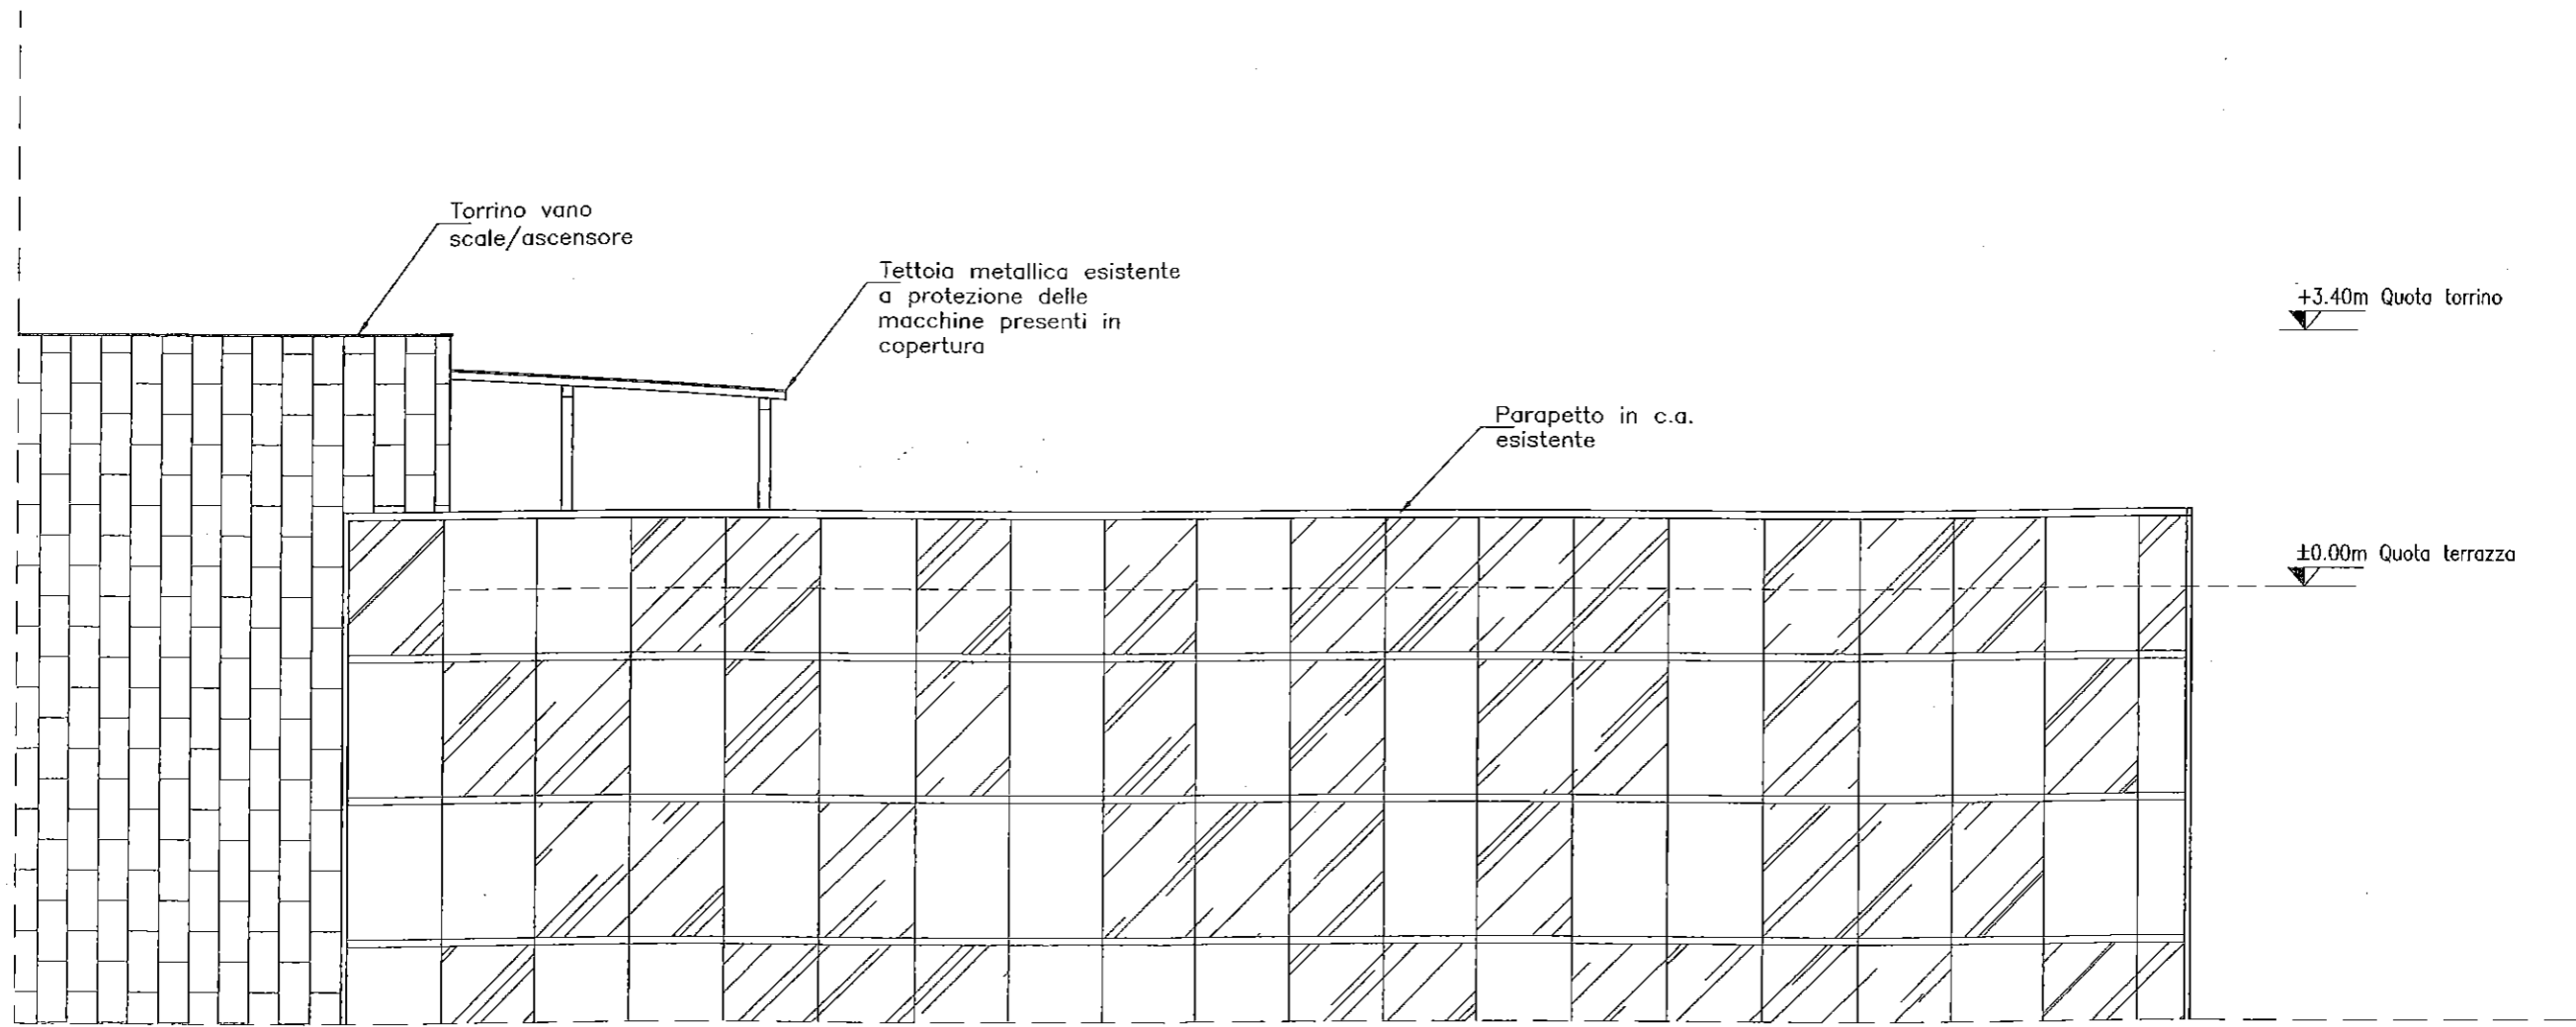 Torrino vano
scale/ascensore
Tettoia metallica esistente
a protezione delle
macchine presenti in
copertura
+3.40m Quota torrino
Parapetto in c.a.
esistente
±0.00m Quota terrazza